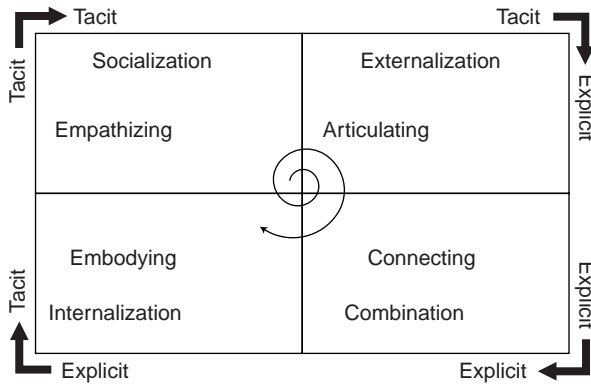 Tacit
Tacit
Tacit
Explicit
Socialization
Externalization
Empathizing
Articulating
Embodying
Connecting
Internalization
Combination
Tacit
Explicit
Explicit
Explicit